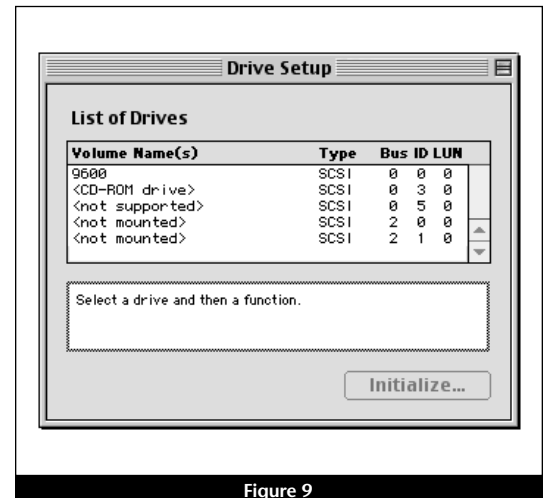 Drive Setup
List of Drives
Volume Name(s) Type Bus ID LUN
9600 SCSI 0 0 0
<CD-ROM drive> SCSI 0 3 0
<not supported> SCSI 0 5 0
<not mounted> SCSI 2 0 0
<not mounted> SCSI 2 1 0
Select a drive and then a function.
Initialize...
Figure 9